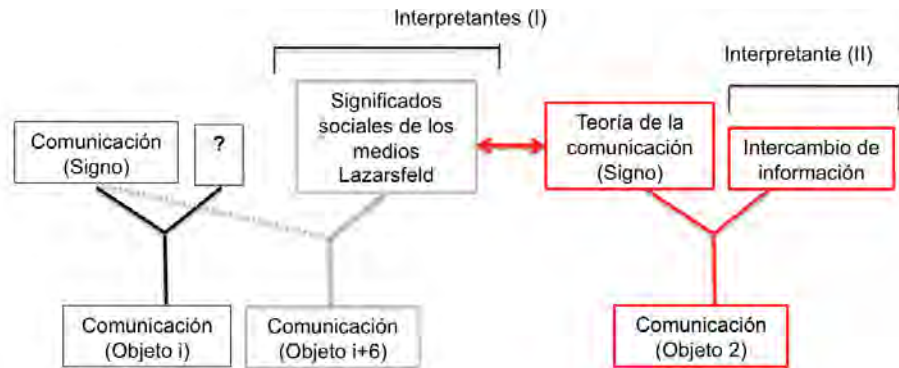 Interpretantes (I)
Interpretante (II)
Significados
sociales de los
medios
Lazarsfeld
Comunicación
(Signo)
?
Teoría de la
comunicación
(Signo)
Intercambio de
información
Comunicación
(Objeto i)
Comunicación
(Objeto i+6)
Comunicación
(Objeto 2)